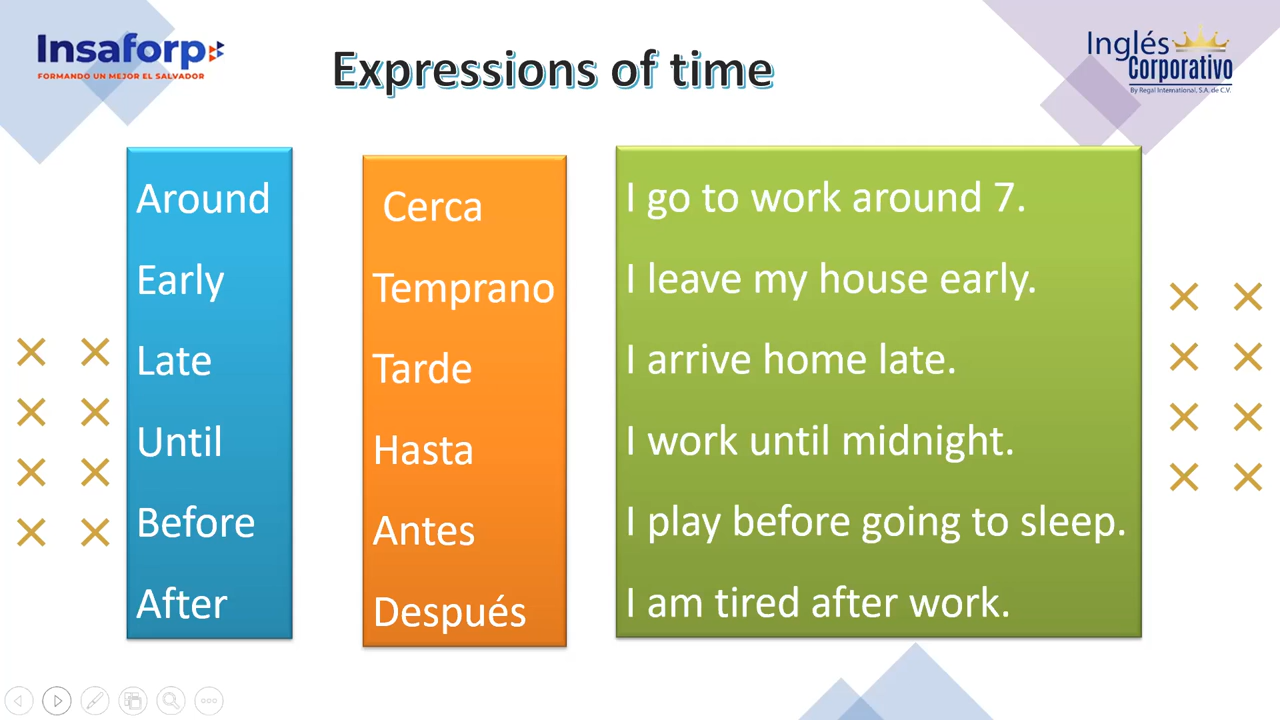 Insaforp
FORMANDO UN MEJOR EL SALVADOR
Expressions of time
Inglés
Corporativo
By Regal International, S.A. de C.V.
Around
Early
Late
Until
Before
After
Cerca
Temprano
Tarde
Hasta
Antes
Después
I go to work around 7.
I leave my house early.
I arrive home late.
I work until midnight.
I play before going to sleep.
I am tired after work.